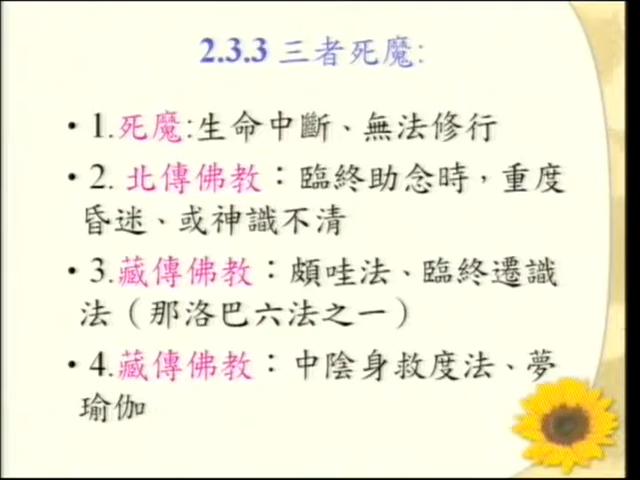 2.3.3 三者死魔:
•1.死魔:生命中斷、無法修行
•2. 北傳佛教：臨終助念時，重度
昏迷、或神識不清
•3.藏傳佛教：頗哇法、臨終遷識
法（那洛巴六法之一）
•4.藏傳佛教：中陰身救度法、夢
瑜伽